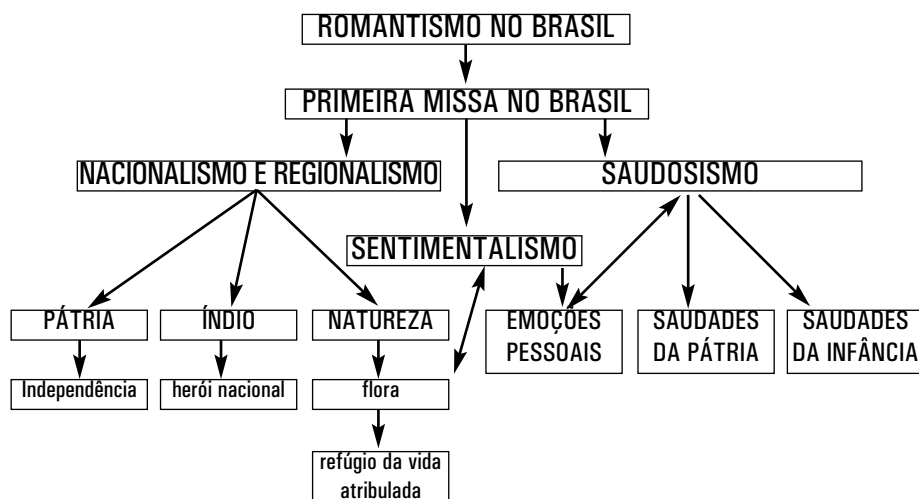 ROMANTISMO NO BRASIL
PRIMEIRA MISSA NO BRASIL
NACIONALISMO E REGIONALISMO
SAUDOSISMO
SENTIMENTALISMO
PÁTRIA
ÍNDIO
NATUREZA
EMOÇÕES
PESSOAIS
SAUDADES
DA PÁTRIA
SAUDADES
DA INFÂNCIA
Independência
herói nacional
flora
refúgio da vida
atribulada